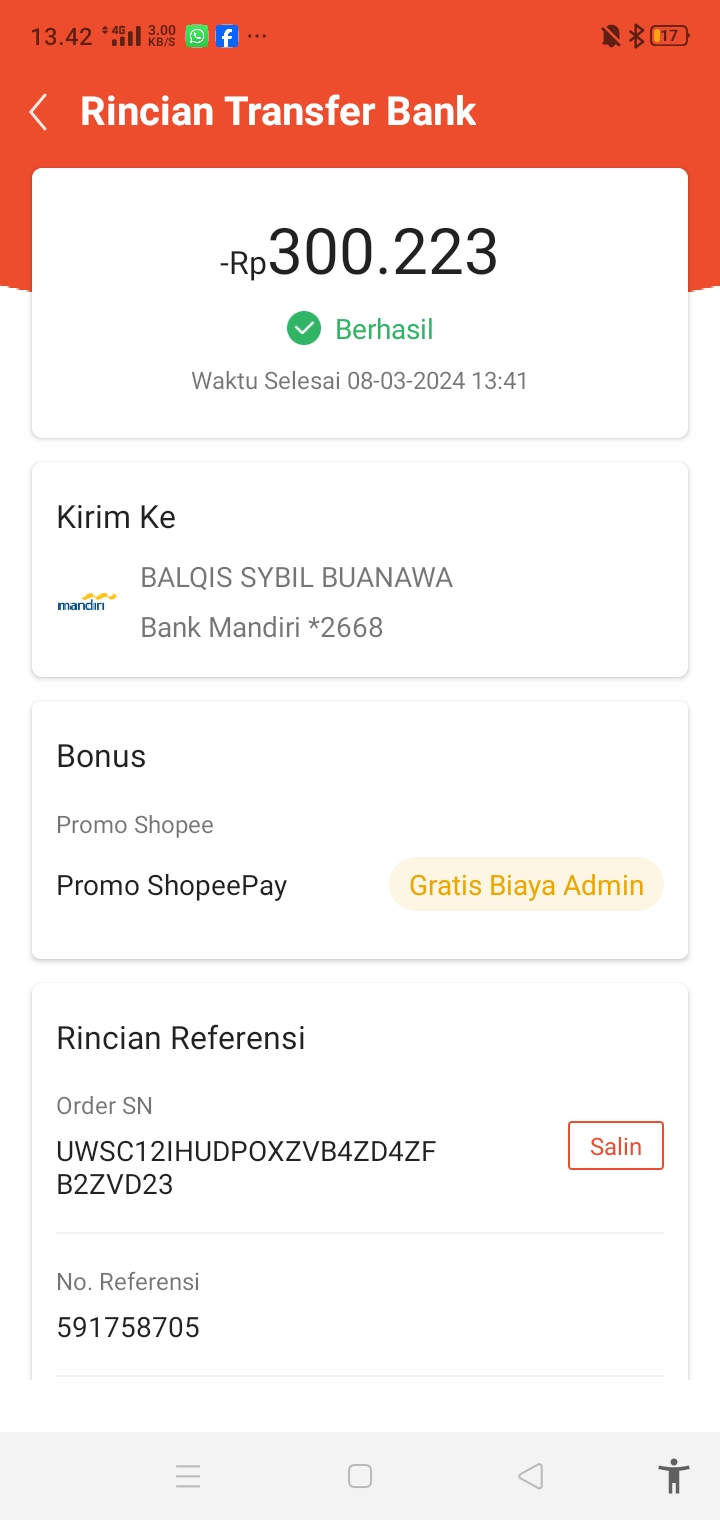 13.42 4G 3.00 KB/S ... 17
Rincian Transfer Bank
-Rp300.223
Berhasil
Waktu Selesai 08-03-2024 13:41
Kirim Ke
BALQIS SYBIL BUANAWA
mandiri
Bank Mandiri *2668
Bonus
Promo Shopee
Promo ShopeePay Gratis Biaya Admin
Rincian Referensi
Order SN
UWSC12IHUDPOXZVB4ZD4ZF
B2ZVD23
Salin
No. Referensi
591758705